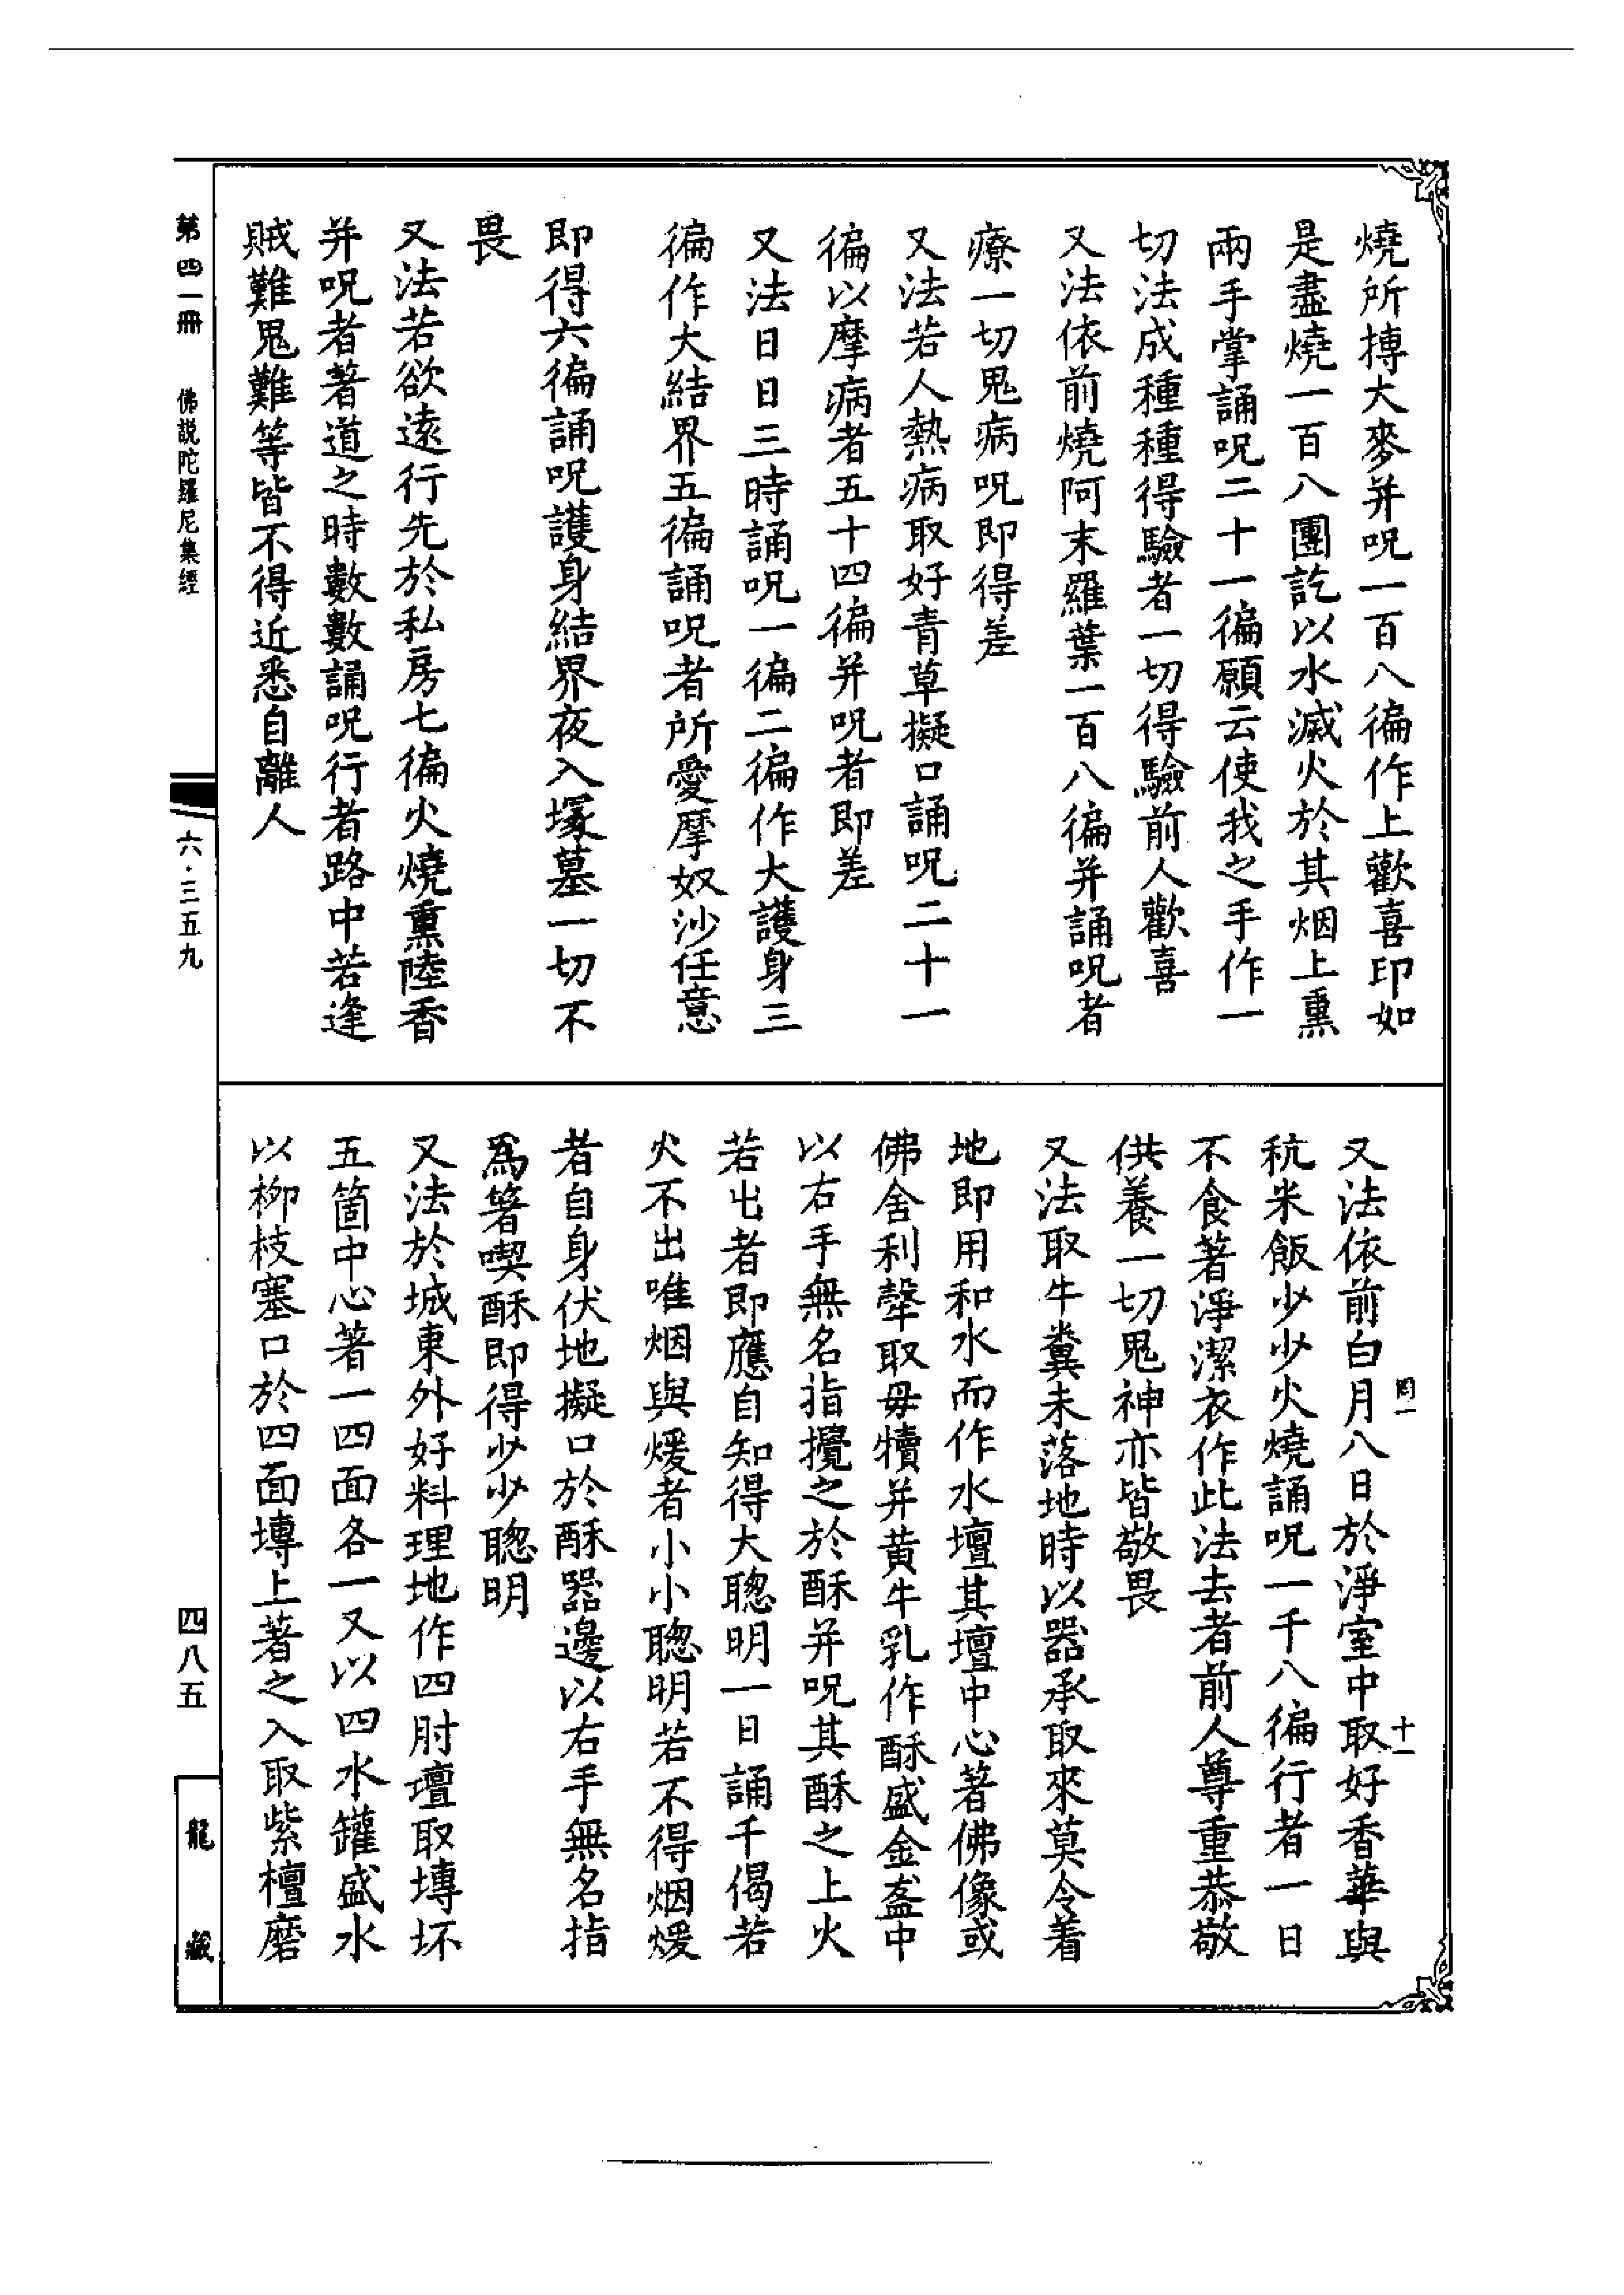 燒所摶大麥并呪一百八徧作上歡喜印如
是盡燒一百八團訖以水滅火於其烟上熏
兩手掌誦呪二十一徧願云使我之手作一
切法成種種得驗者一切得驗前人歡喜
又法依前燒阿末羅葉一百八徧并誦呪者
療一切鬼病呪即得差
又法若人熱病取好青草擬口誦呪二十一
徧以摩病者五十四徧并呪者即差
又法日日三時誦呪一徧二徧作大護身三
徧作大結界五徧誦呪者所愛摩奴沙任意
即得六徧誦呪護身結界夜入塚墓一切不
畏
又法若欲遠行先於私房七徧火燒熏陸香
并呪者著道之時數數誦呪行者路中若逢
賊難鬼難等皆不得近悉自離人
又法依前白月八日於淨室中取好香華與
秔米飯少少火燒誦呪一千八徧行者一日
不食著淨潔衣作此法去者前人尊重恭敬
供養一切鬼神亦皆敬畏
又法取牛糞未落地時以器承取來莫令着
地即用和水而作水壇其壇中心著佛像或
佛舍利犛取毋犢并黃牛乳作酥盛金盞中
以右手無名指攪之於酥并呪其酥之上火
若出者即應自知得大聰明一日誦千偈若
火不出唯烟與煖者小小聰明若不得烟煖
者自身伏地擬口於酥器邊以右手無名指
爲箸喫酥即得少少聰明
又法於城東外好料理地作四肘壇取塼坏
五箇中心著一四面各一又以四水罐盛水
以柳枝塞口於四面塼上著之入取紫檀磨
十一
第四一冊
佛說陀羅尼集經
六·三五九
四八五
龍藏